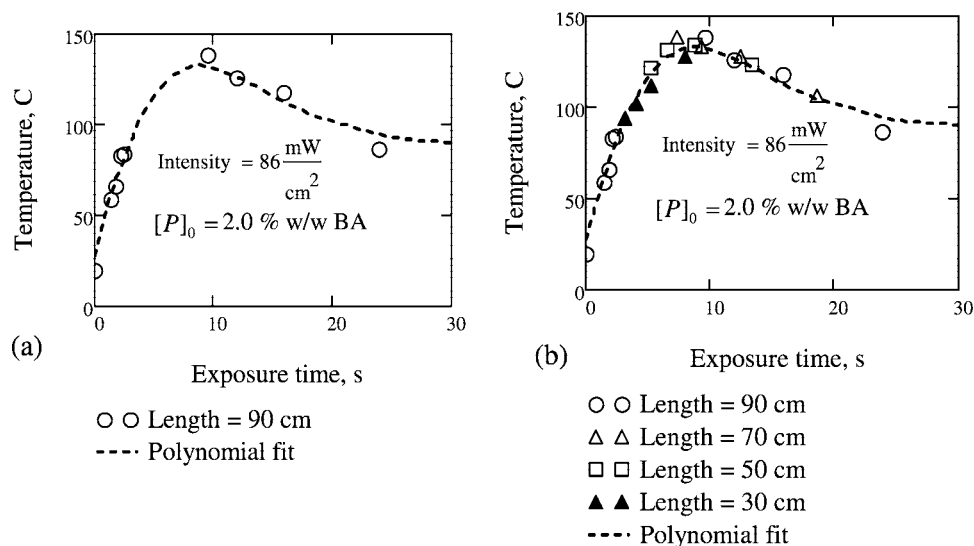 150
100
50
0
Temperature, C
Intensity = 86 mW/cm²
[P]₀ = 2.0 % w/w BA
0 10 20 30
(a)
Exposure time, s
Length = 90 cm
Polynomial fit
150
100
50
0
Temperature, C
Intensity = 86 mW/cm²
[P]₀ = 2.0 % w/w BA
0 10 20 30
(b)
Exposure time, s
Length = 90 cm
Length = 70 cm
Length = 50 cm
Length = 30 cm
Polynomial fit